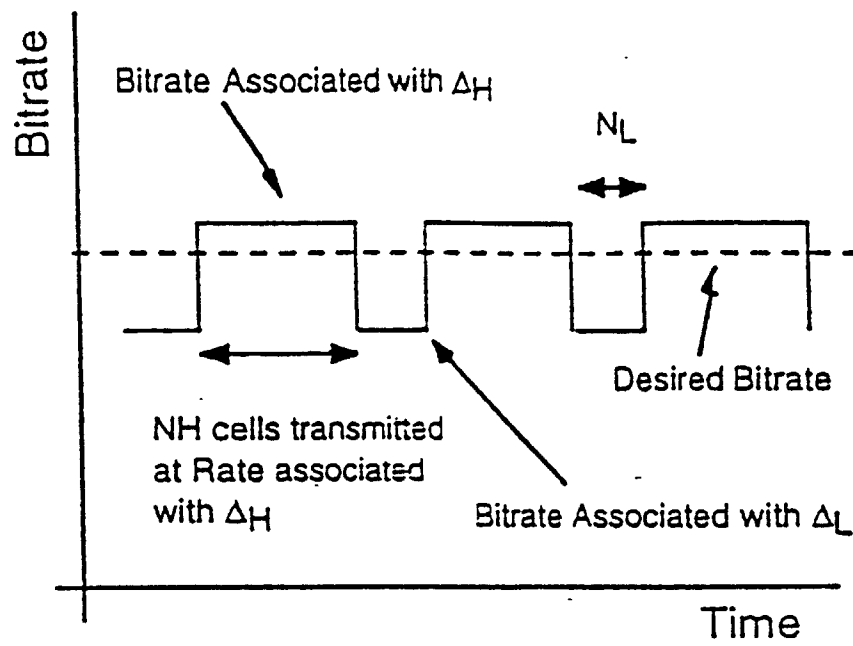 Bitrate
Bitrate Associated with ΔH
NL
Desired Bitrate
NH cells transmitted
at Rate associated
with ΔH
Bitrate Associated with ΔL
Time